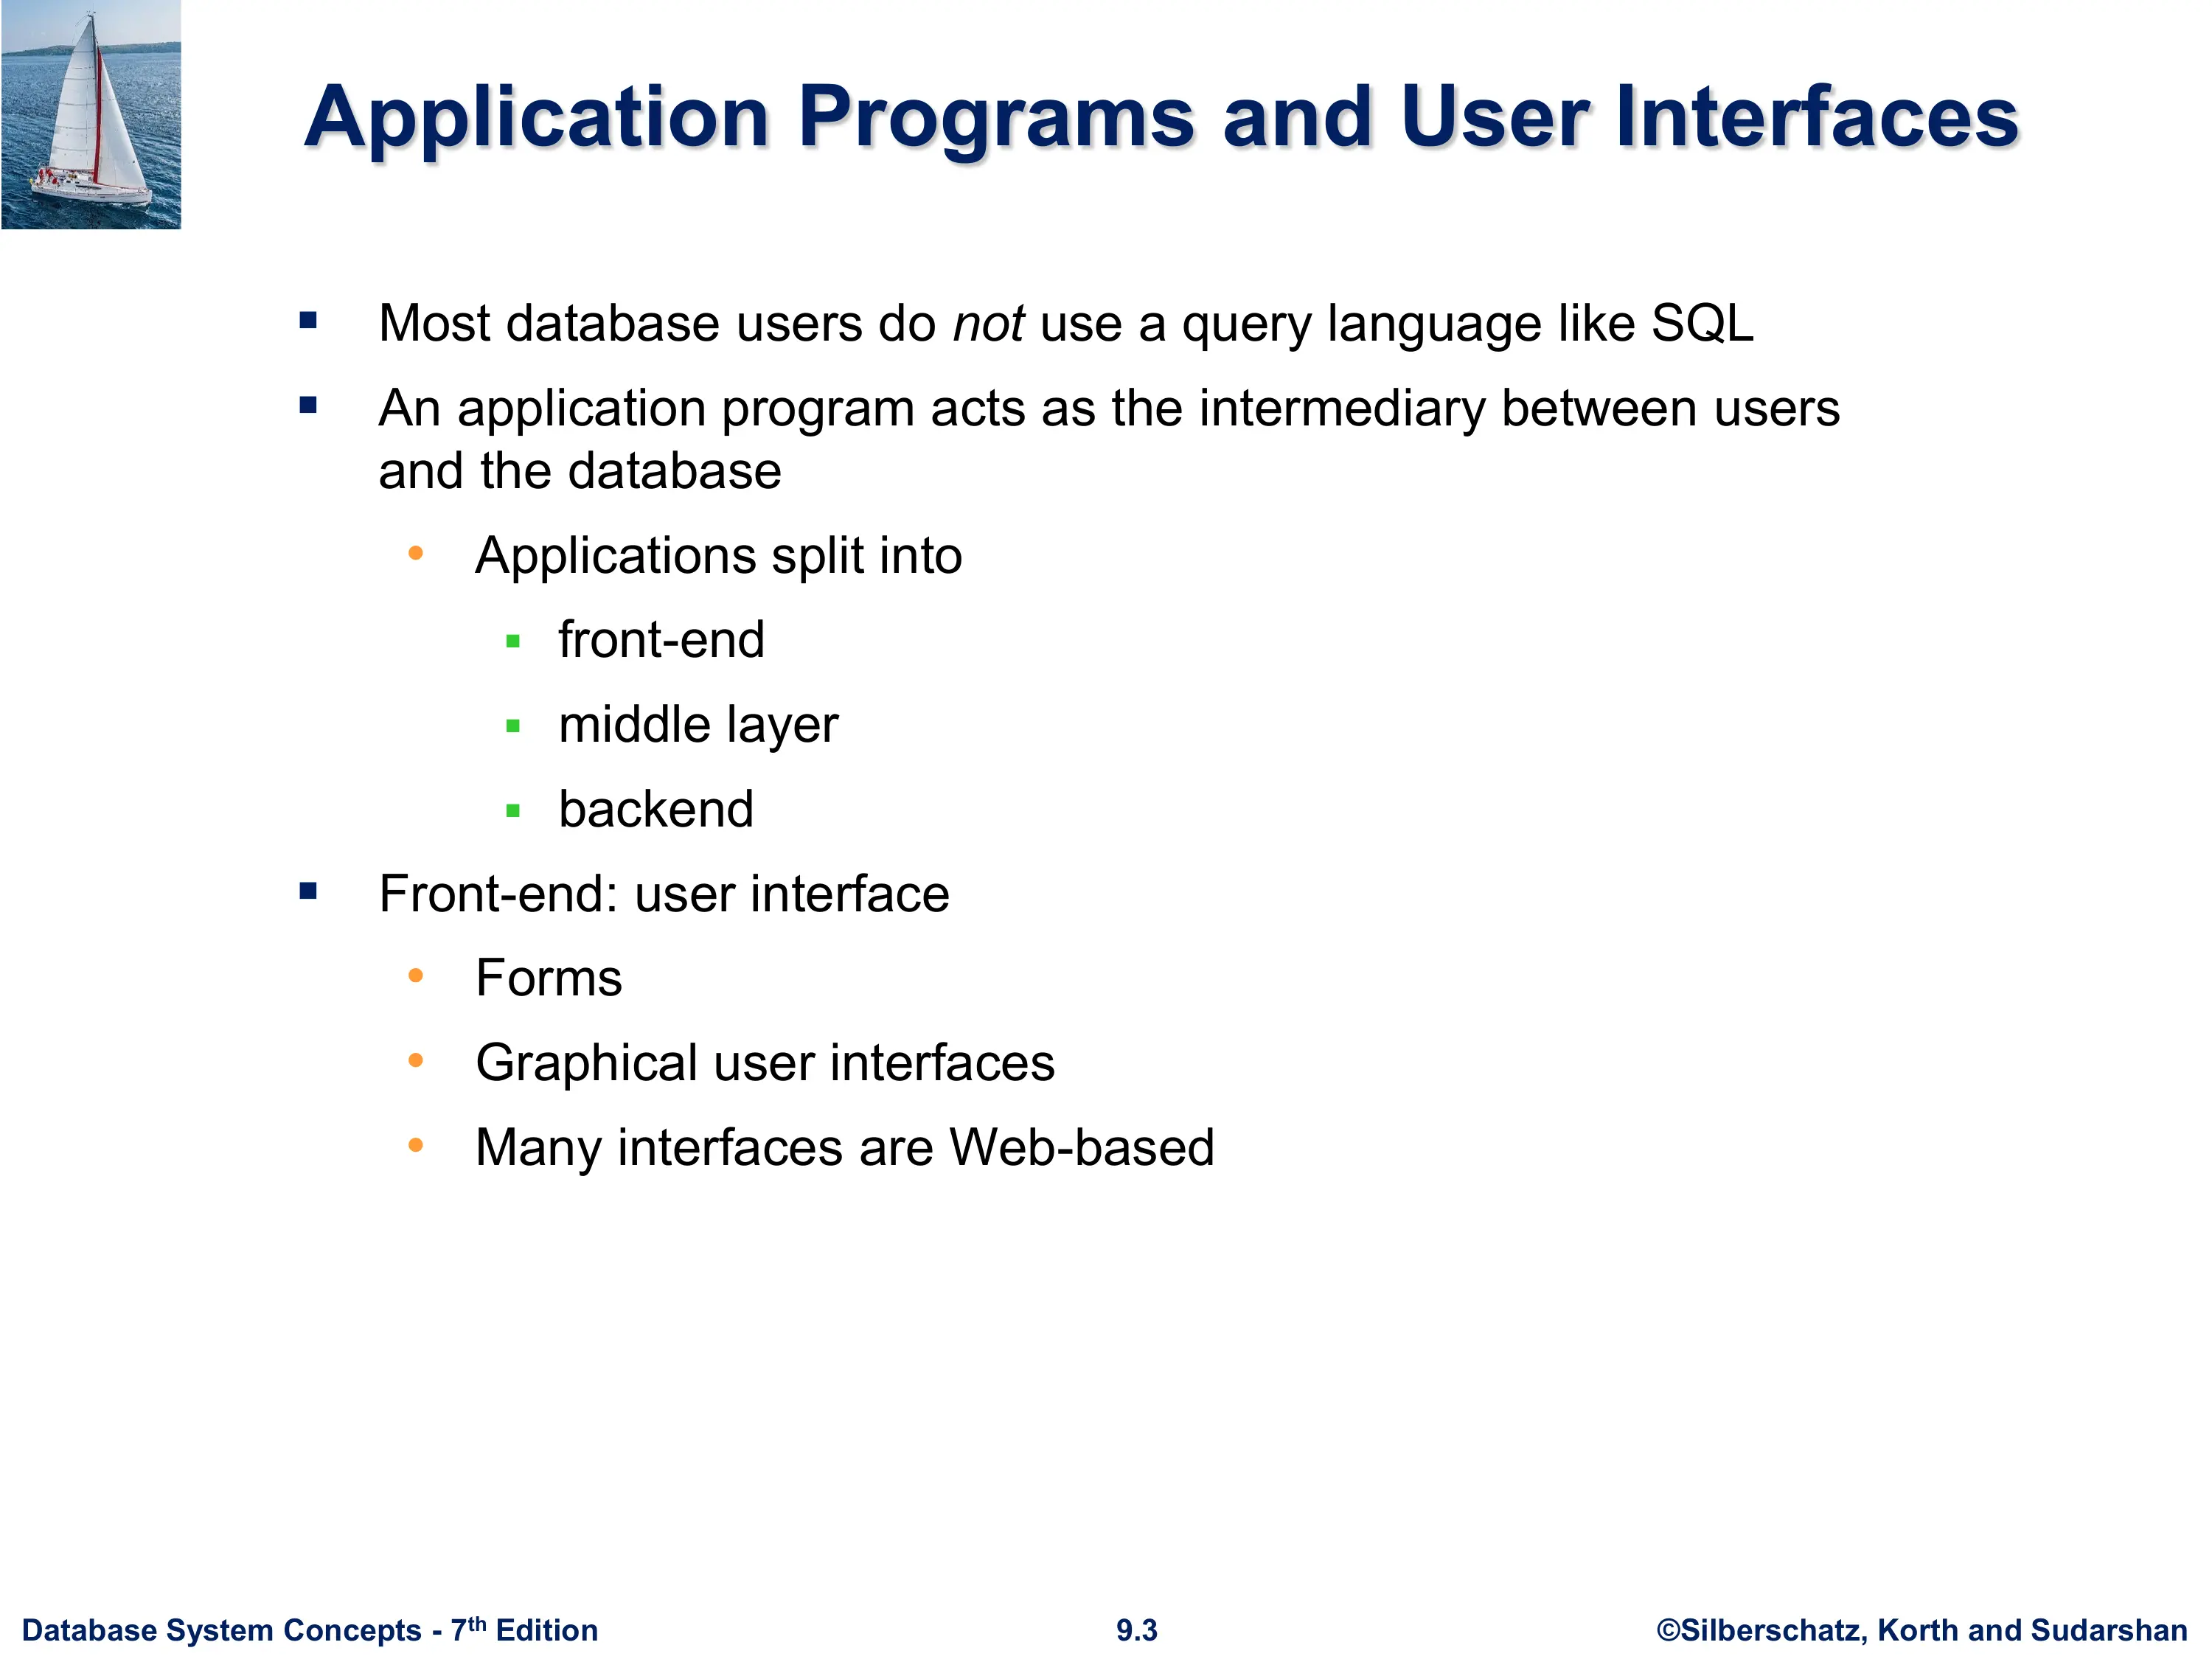 Application Programs and User Interfaces
▪ Most database users do not use a query language like SQL
▪ An application program acts as the intermediary between users
and the database
• Applications split into
▪ front-end
▪ middle layer
▪ backend
▪ Front-end: user interface
• Forms
• Graphical user interfaces
• Many interfaces are Web-based
Database System Concepts - 7th Edition
9.3
©Silberschatz, Korth and Sudarshan